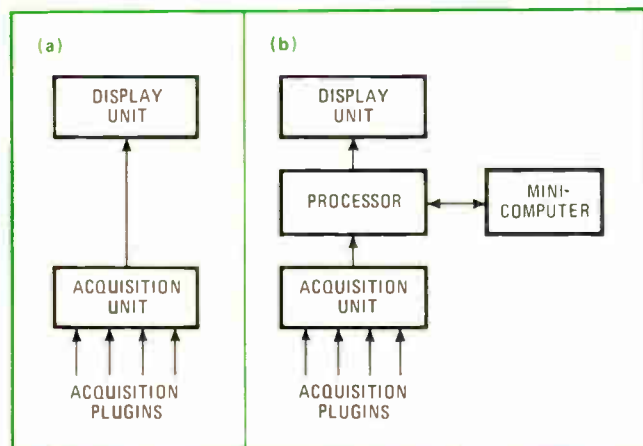 (a)
DISPLAY
UNIT
ACQUISITION
UNIT
ACQUISITION
PLUGINS
(b)
DISPLAY
UNIT
PROCESSOR
MINI-
COMPUTER
ACQUISITION
UNIT
ACQUISITION
PLUGINS